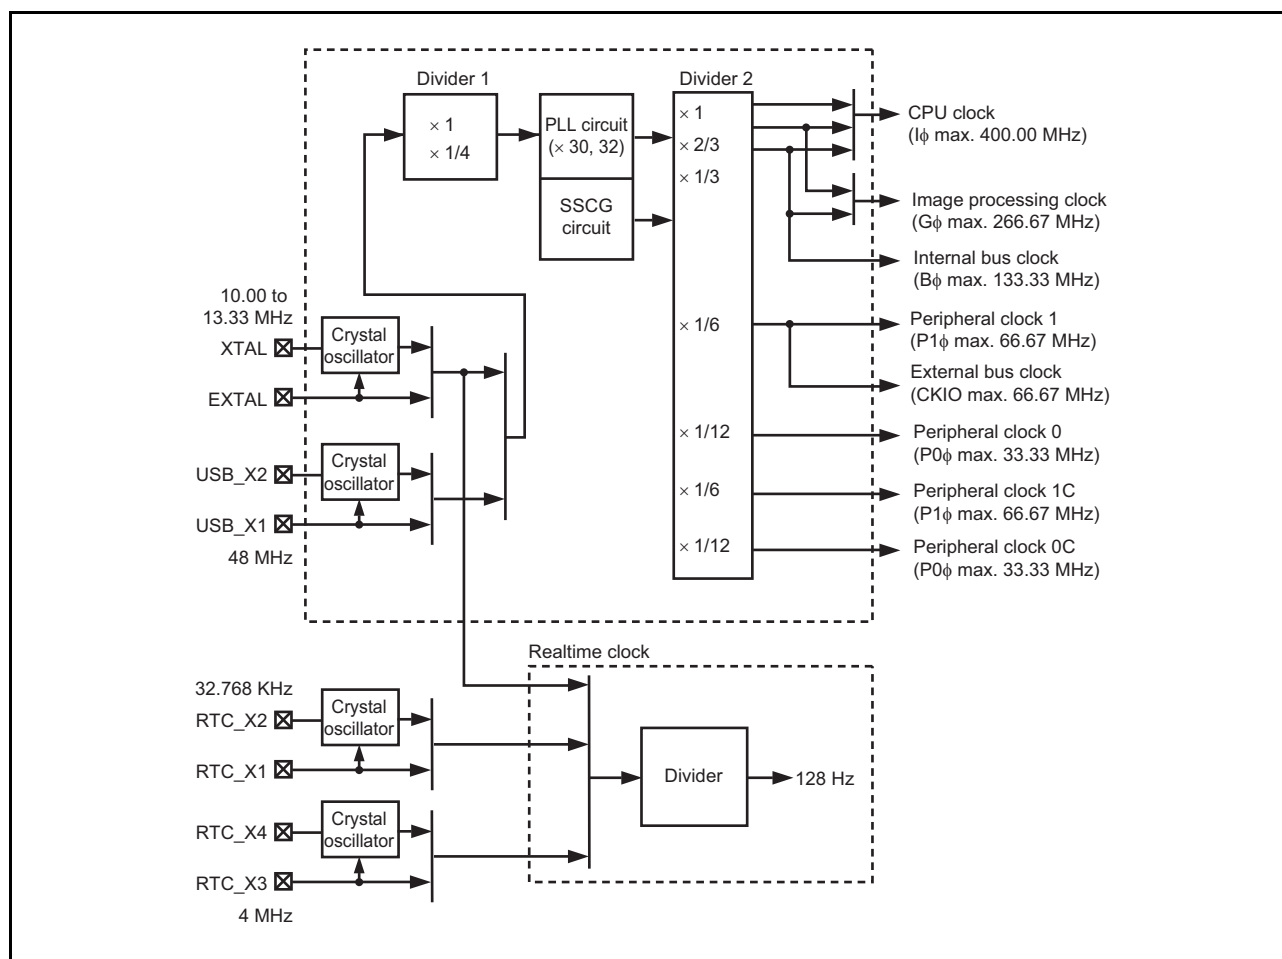 Divider 1
× 1
× 1/4
PLL circuit
(× 30, 32)
SSCG
circuit
Divider 2
× 1
× 2/3
× 1/3
× 1/6
× 1/12
× 1/6
× 1/12
CPU clock
(Iϕ max. 400.00 MHz)
Image processing clock
(Gϕ max. 266.67 MHz)
Internal bus clock
(Bϕ max. 133.33 MHz)
Peripheral clock 1
(P1ϕ max. 66.67 MHz)
External bus clock
(CKIO max. 66.67 MHz)
Peripheral clock 0
(P0ϕ max. 33.33 MHz)
Peripheral clock 1C
(P1ϕ max. 66.67 MHz)
Peripheral clock 0C
(P0ϕ max. 33.33 MHz)
10.00 to
13.33 MHz
XTAL
Crystal
oscillator
EXTAL
USB_X2
Crystal
oscillator
USB_X1
48 MHz
Realtime clock
32.768 KHz
RTC_X2
Crystal
oscillator
RTC_X1
Divider
128 Hz
RTC_X4
Crystal
oscillator
RTC_X3
4 MHz